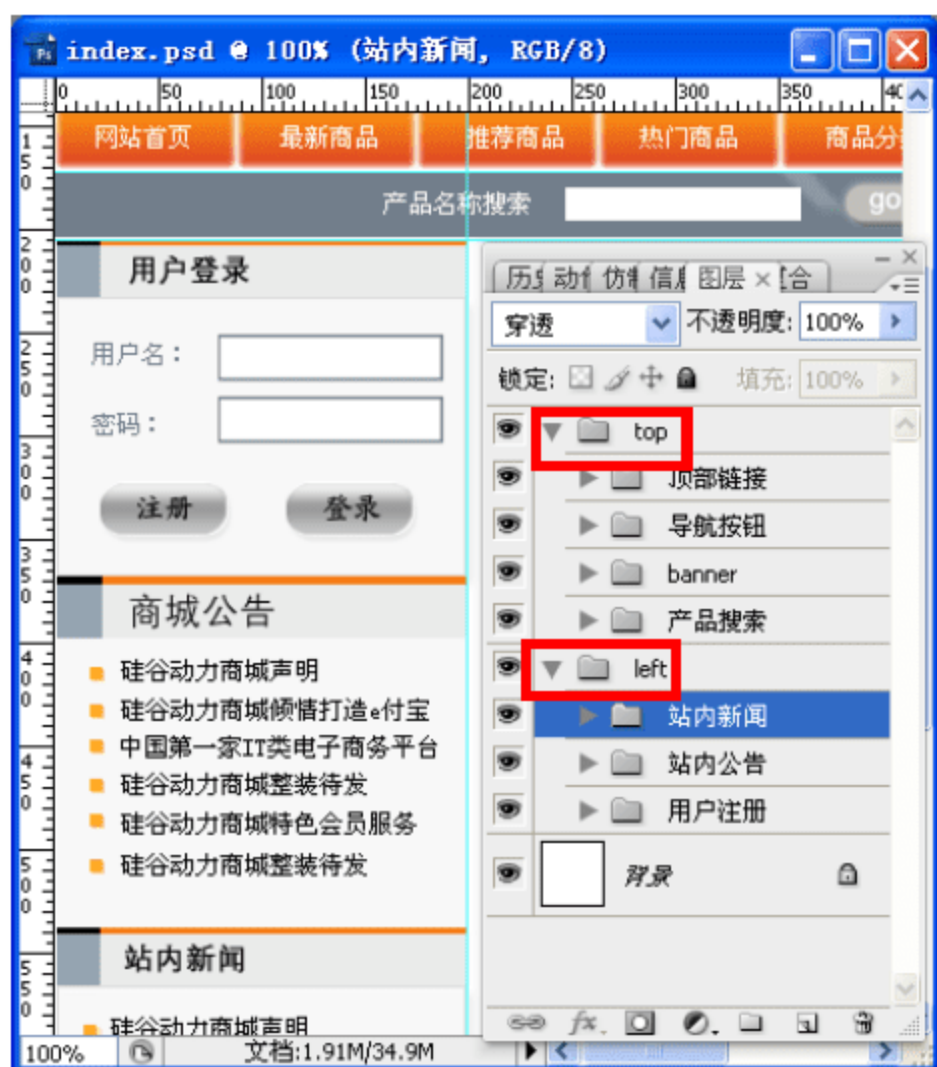 index.psd @ 100% (站内新闻, RGB/8)
0 50 100 150 200 250 300 350
网站首页 最新商品 推荐商品 热门商品 商品分
产品名称搜索 go
用户登录
用户名：
密码：
注册 登录
商城公告
硅谷动力商城声明
硅谷动力商城倾情打造e付宝
中国第一家IT类电子商务平台
硅谷动力商城整装待发
硅谷动力商城特色会员服务
硅谷动力商城整装待发
站内新闻
硅谷动力商城声明
图层
穿透 不透明度: 100%
锁定: 填充: 100%
top
顶部链接
导航按钮
banner
产品搜索
left
站内新闻
站内公告
用户注册
背景
100% 文档:1.91M/34.9M